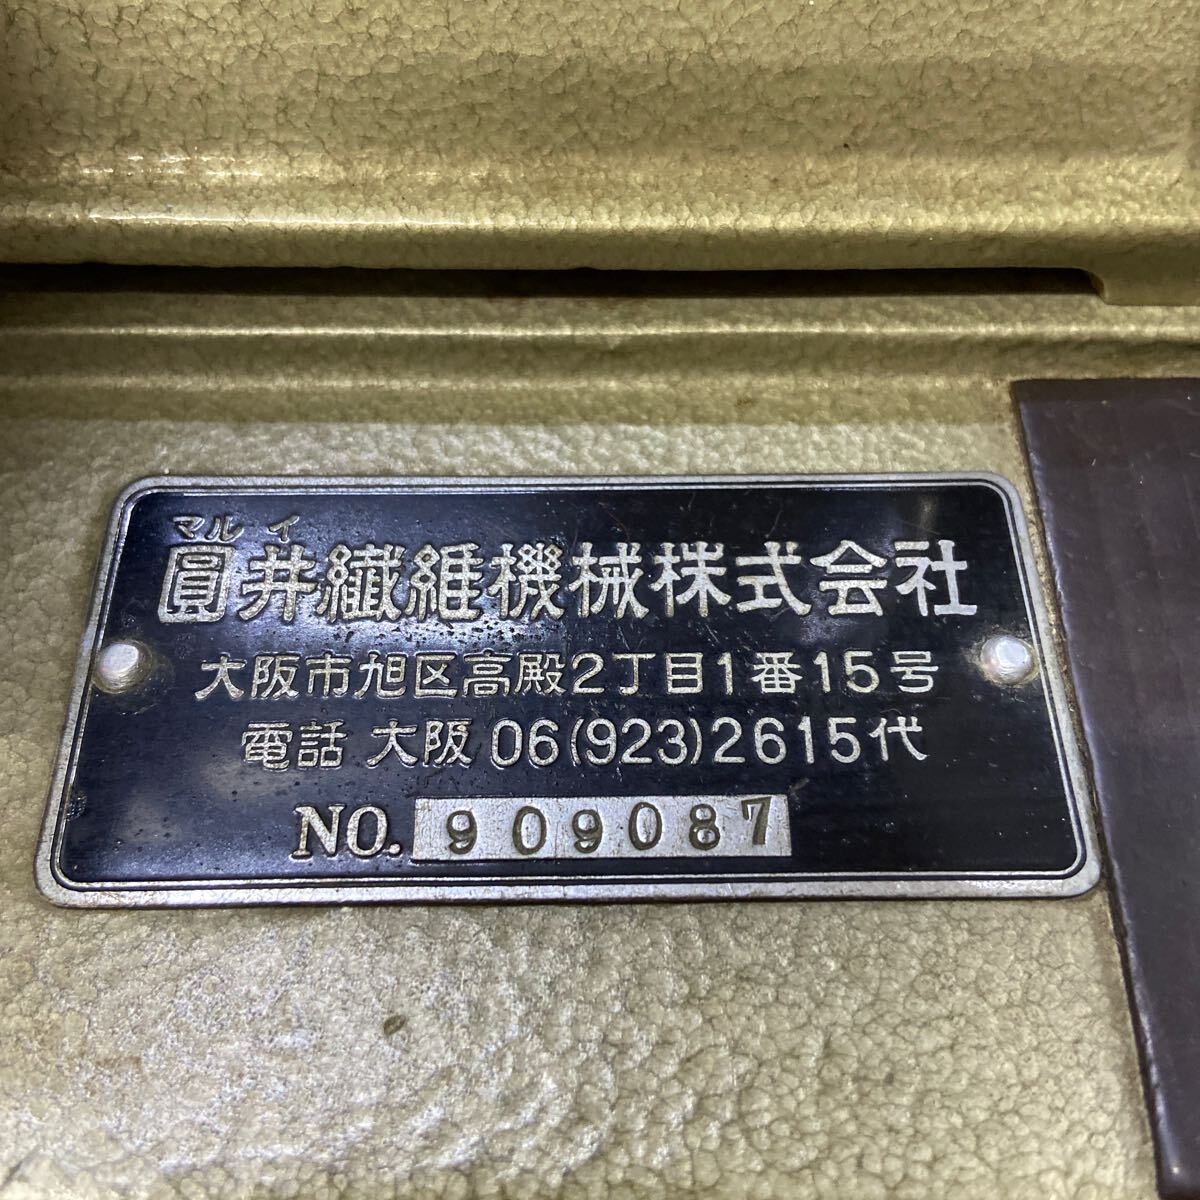 マルイ
圓井繊維機械株式会社
大阪市旭区高殿2丁目1番15号
電話 大阪 06(923)2615代
NO. 909087